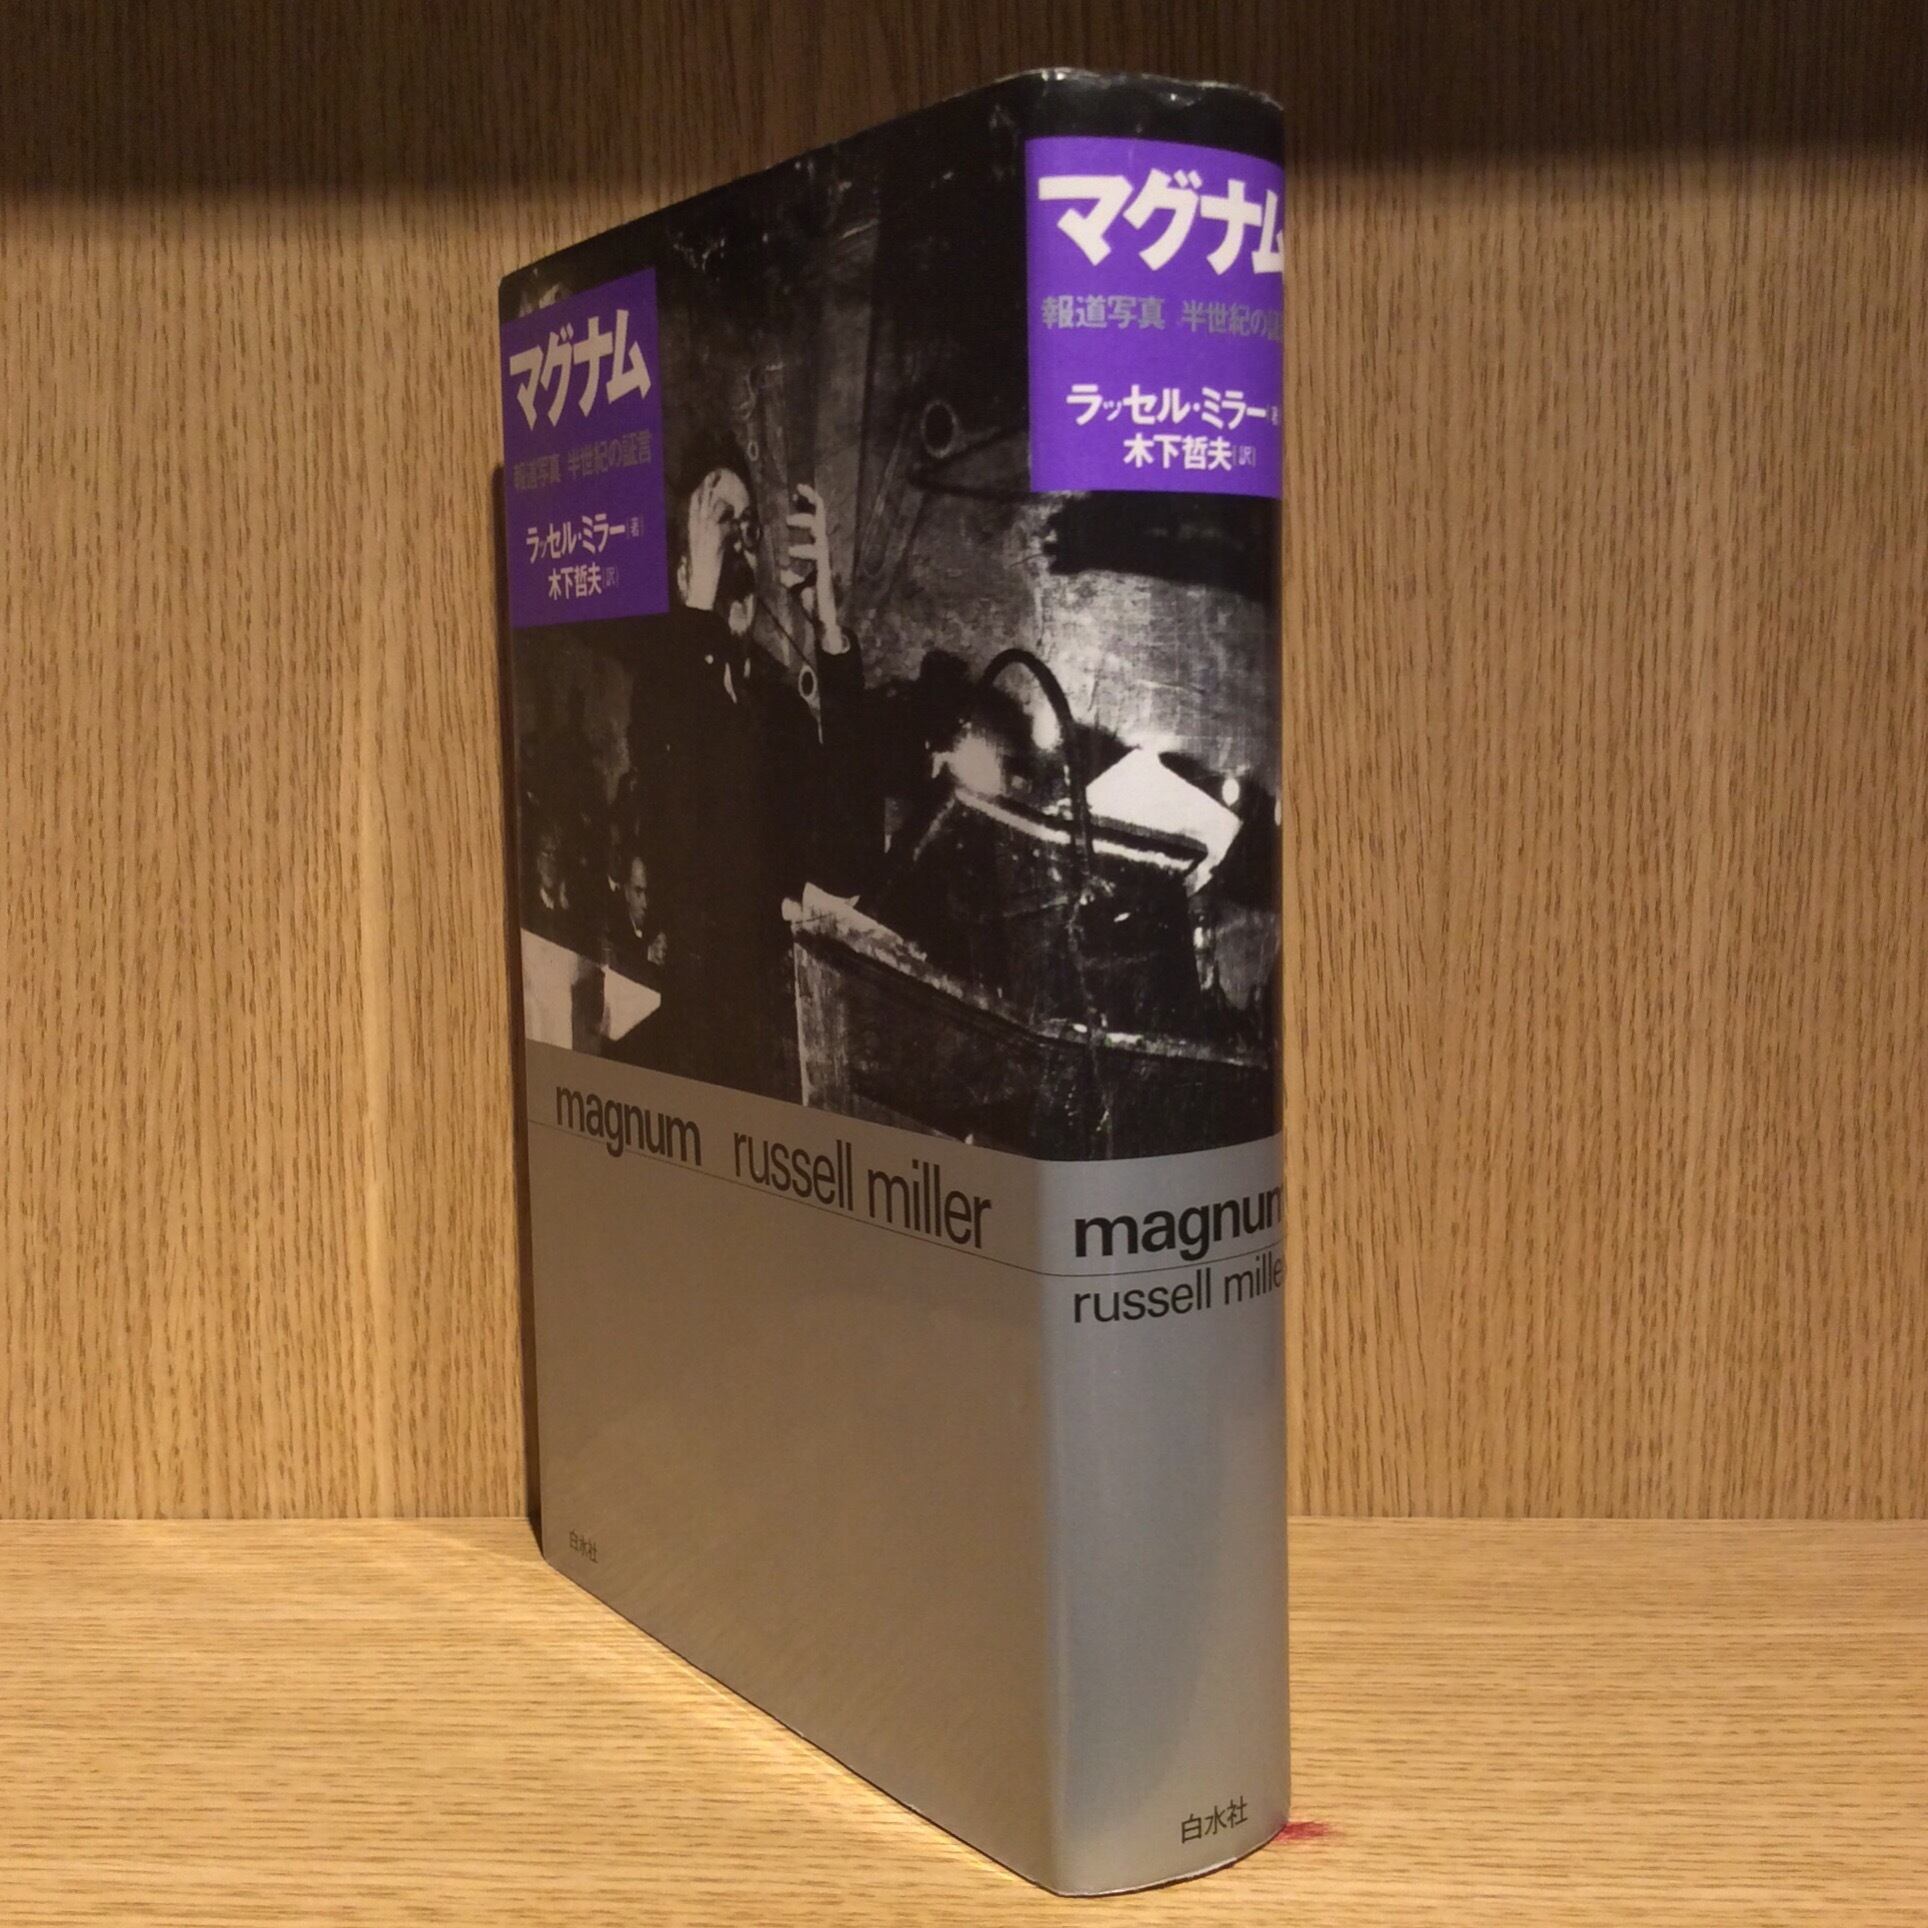 マグナム
報道写真 半世紀の証言
ラッセル・ミラー[著]
木下哲夫[訳]
magnum russell miller
白水社
マグナム
報道写真 半世紀の証
ラッセル・ミラー[著
木下哲夫[訳]
magnum
russell miller
白水社